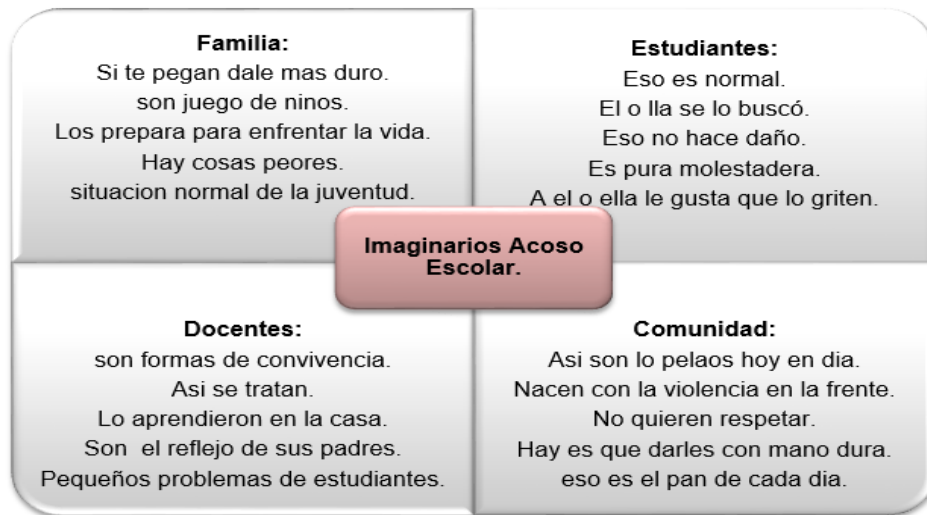 Familia:
Si te pegan dale mas duro.
son juego de ninos.
Los prepara para enfrentar la vida.
Hay cosas peores.
situacion normal de la juventud.
Estudiantes:
Eso es normal.
El o lla se lo buscó.
Eso no hace daño.
Es pura molestadera.
A el o ella le gusta que lo griten.
Imaginarios Acoso
Escolar.
Docentes:
son formas de convivencia.
Asi se tratan.
Lo aprendieron en la casa.
Son el reflejo de sus padres.
Pequeños problemas de estudiantes.
Comunidad:
Asi son lo pelaos hoy en dia.
Nacen con la violencia en la frente.
No quieren respetar.
Hay es que darles con mano dura.
eso es el pan de cada dia.